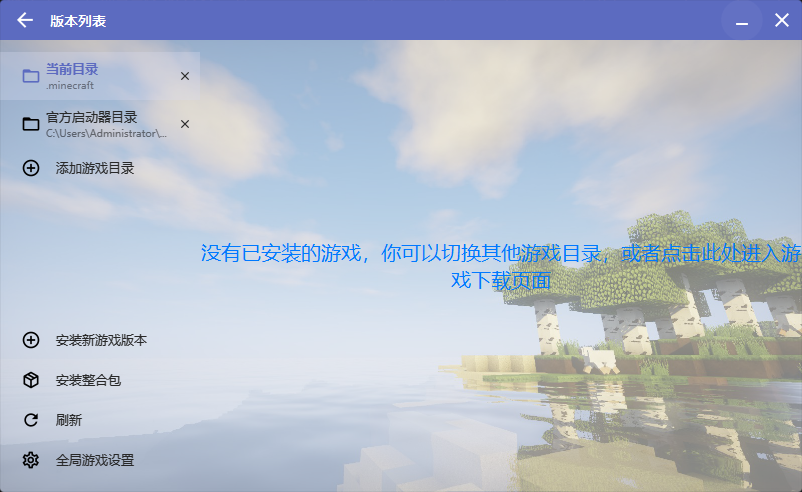 版本列表
当前目录
.minecraft
官方启动器目录
C:\Users\Administrator\...
添加游戏目录
没有已安装的游戏，你可以切换其他游戏目录，或者点击此处进入游
戏下载页面
安装新游戏版本
安装整合包
刷新
全局游戏设置